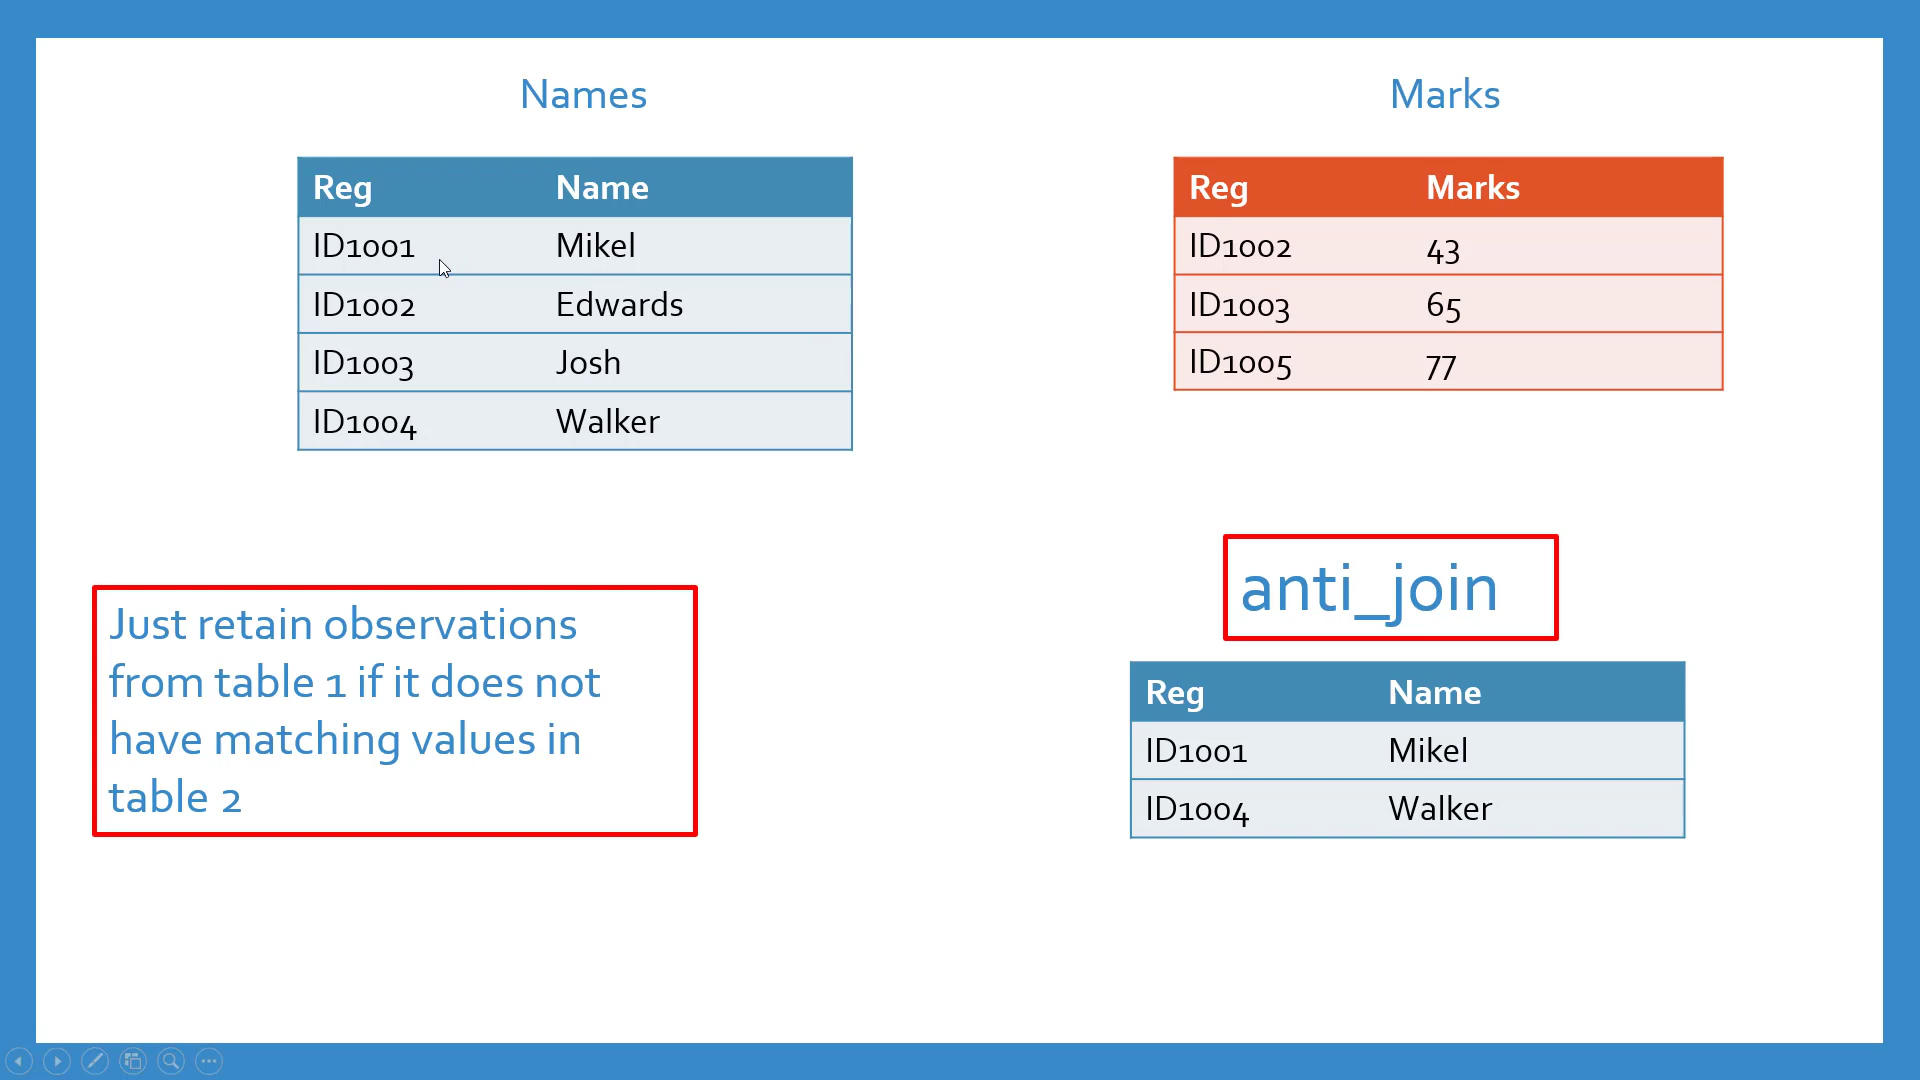 Names
Reg Name
ID1001 Mikel
ID1002 Edwards
ID1003 Josh
ID1004 Walker
Marks
Reg Marks
ID1002 43
ID1003 65
ID1005 77
Just retain observations
from table 1 if it does not
have matching values in
table 2
anti_join
Reg Name
ID1001 Mikel
ID1004 Walker